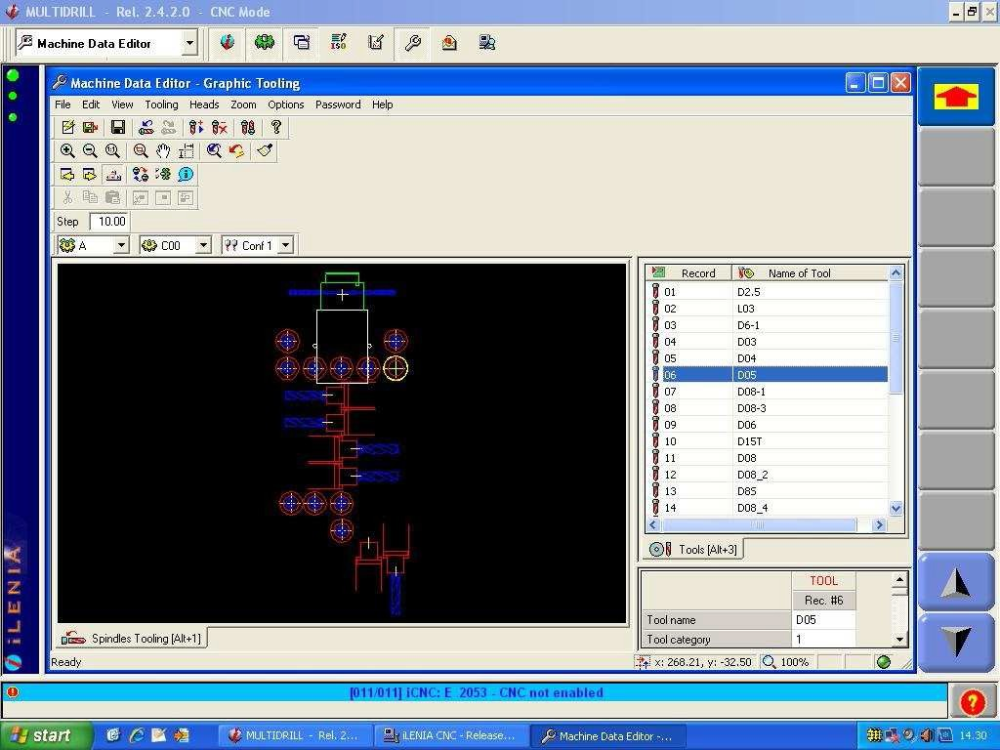 MULTIDRILL - Rel. 2.4.2.0 - CNC Mode
Machine Data Editor
ISO
Machine Data Editor - Graphic Tooling
File Edit View Tooling Heads Zoom Options Password Help
Step 10.00
A C00 Conf 1
Record Name of Tool
01 D2.5
02 L03
03 D6-1
04 D03
05 D04
06 D05
07 D08-1
08 D08-3
09 D06
10 D15T
11 D08
12 D08_2
13 D85
14 D08_4
Tools [Alt+3]
TOOL
Rec. #6
Tool name D05
Tool category 1
Spindles Tooling [Alt+1]
Ready x: 268.21, y: -32.50 100%
iLENIA
[011/011] iCNC: E 2053 - CNC not enabled
start MULTIDRILL - Rel. 2... iLENIA CNC - Release... Machine Data Editor -... 14.30